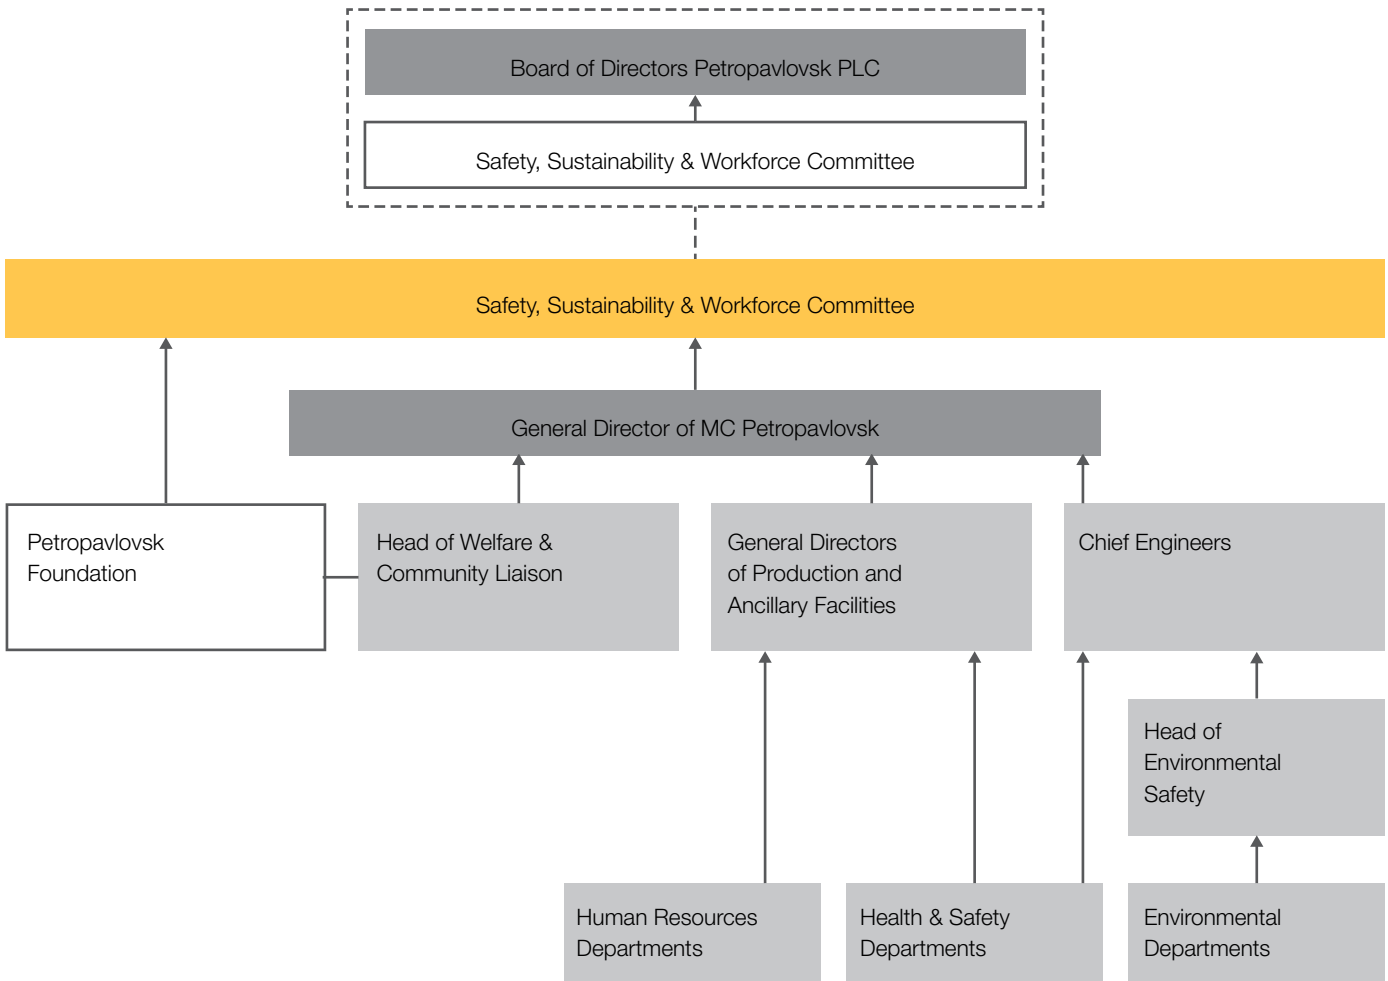 Board of Directors Petropavlovsk PLC
Safety, Sustainability & Workforce Committee
Safety, Sustainability & Workforce Committee
General Director of MC Petropavlovsk
Petropavlovsk
Foundation
Head of Welfare &
Community Liaison
General Directors
of Production and
Ancillary Facilities
Chief Engineers
Head of
Environmental
Safety
Human Resources
Departments
Health & Safety
Departments
Environmental
Departments